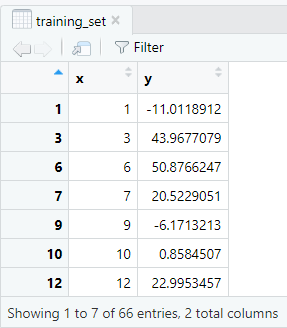 training_set
Filter
x y
1 1 -11.0118912
3 3 43.9677079
6 6 50.8766247
7 7 20.5229051
9 9 -6.1713213
10 10 0.8584507
12 12 22.9953457
Showing 1 to 7 of 66 entries, 2 total columns